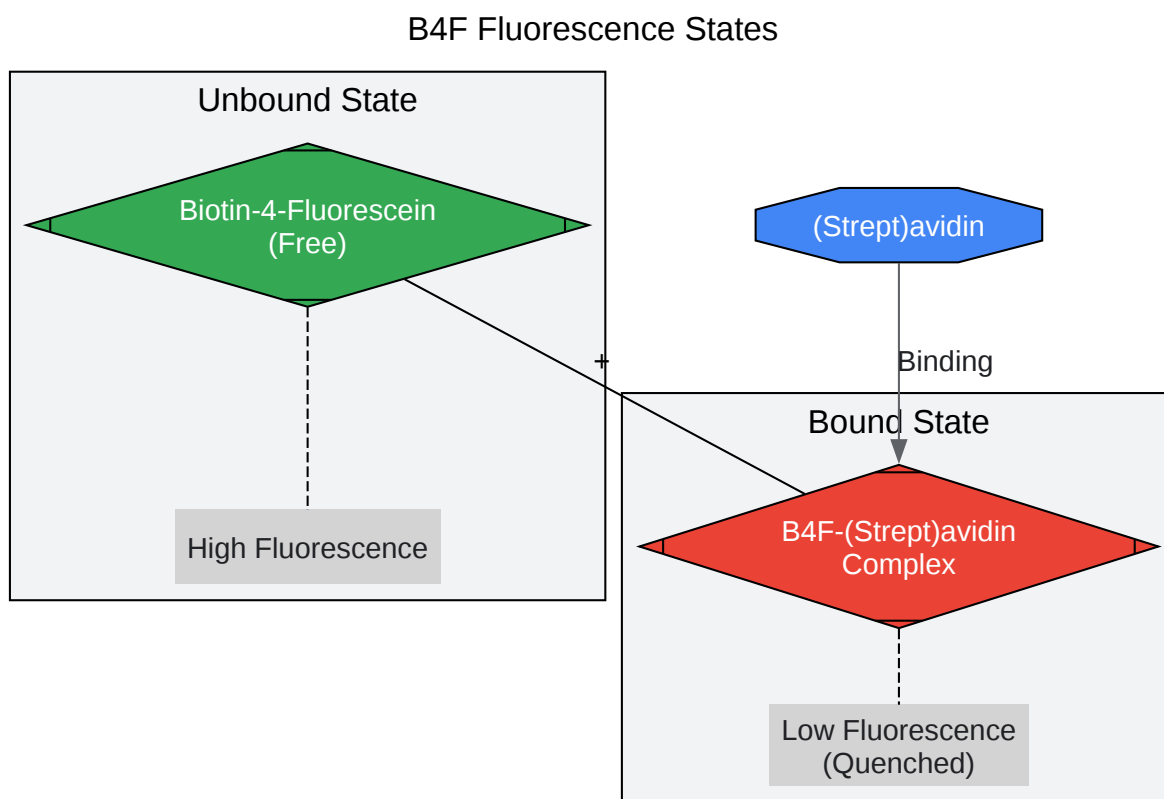 B4F Fluorescence States
Unbound State
Biotin-4-Fluorescein
(Free)
(Strept)avidin
+
Binding
Bound State
High Fluorescence
B4F-(Strept)avidin
Complex
Low Fluorescence
(Quenched)